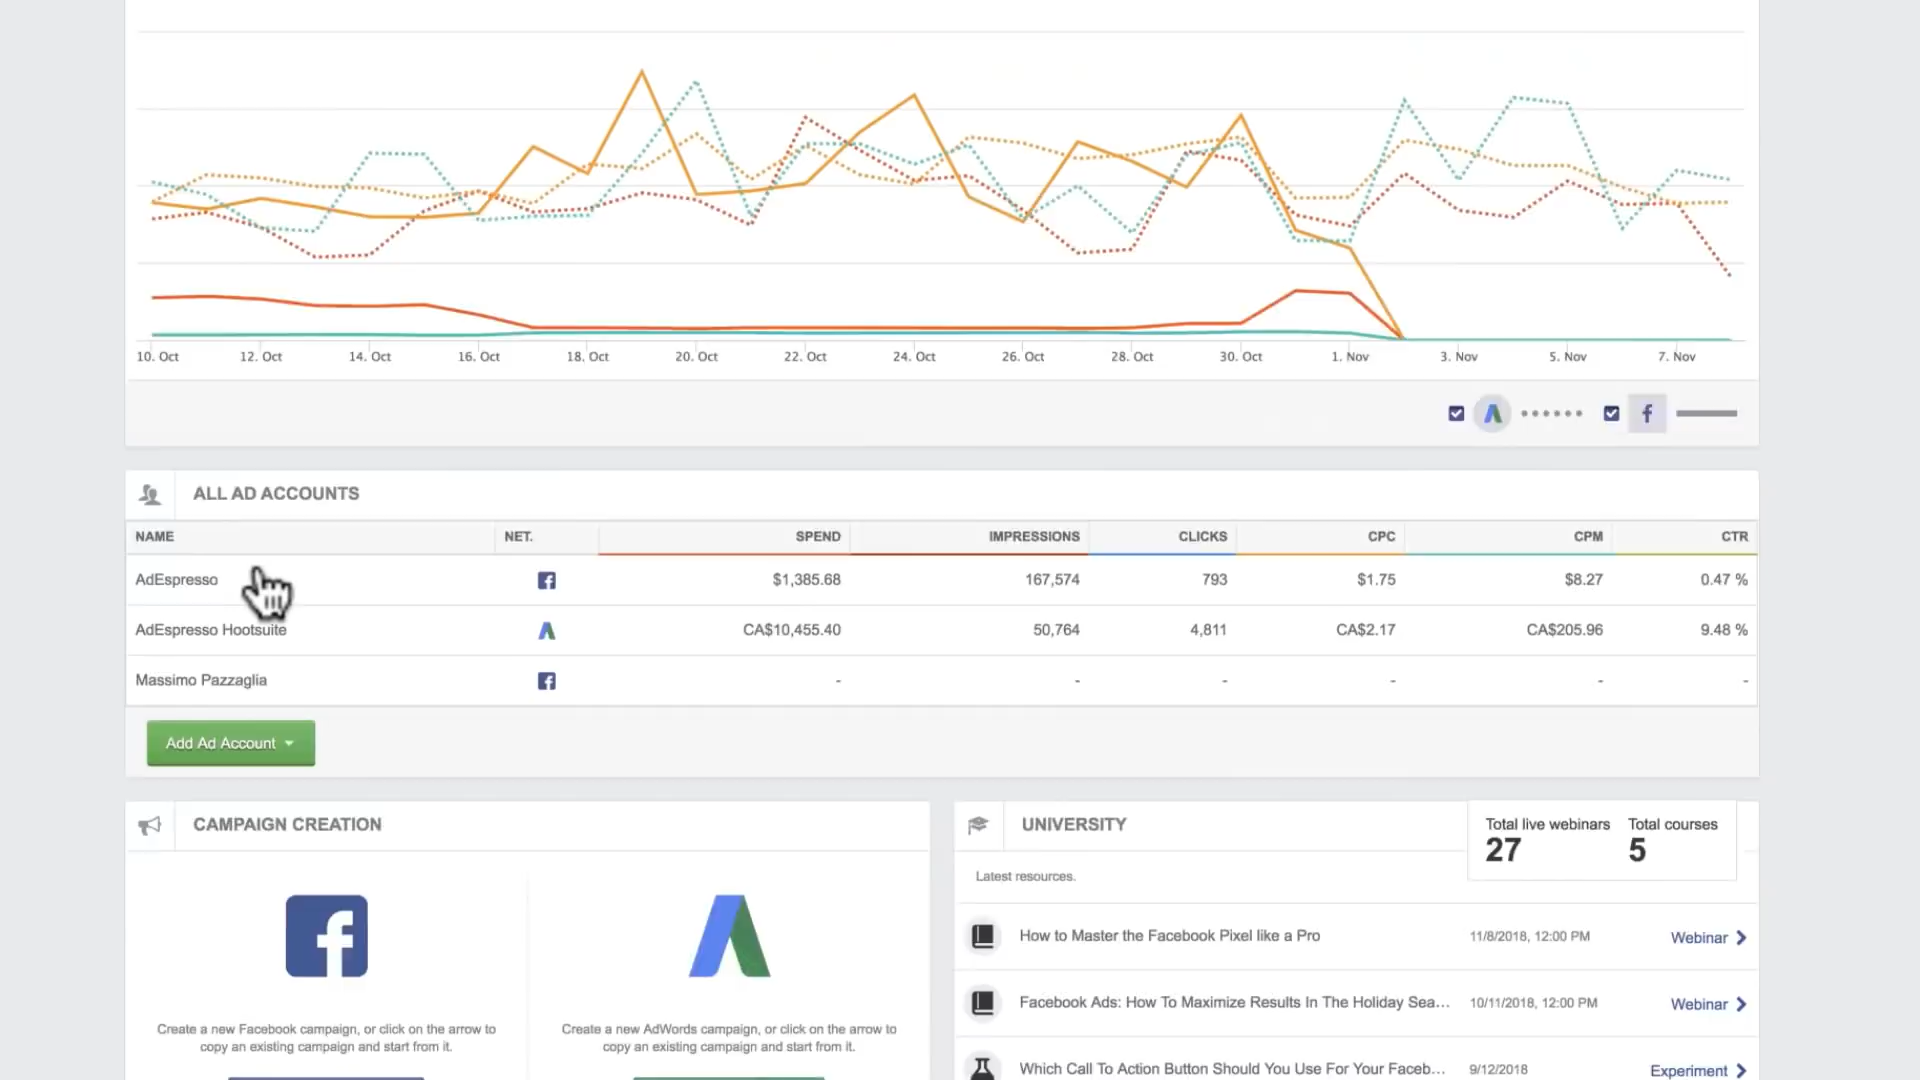 10. Oct 12. Oct 14. Oct 16. Oct 18. Oct 20. Oct 22. Oct 24. Oct 26. Oct 28. Oct 30. Oct 1. Nov 3. Nov 5. Nov 7. Nov
ALL AD ACCOUNTS
NAME NET. SPEND IMPRESSIONS CLICKS CPC CPM CTR
AdEspresso $1,385.68 167,574 793 $1.75 $8.27 0.47 %
AdEspresso Hootsuite CA$10,455.40 50,764 4,811 CA$2.17 CA$205.96 9.48 %
Massimo Pazzaglia - - - - - -
Add Ad Account
CAMPAIGN CREATION
Create a new Facebook campaign, or click on the arrow to
copy an existing campaign and start from it.
Create a new AdWords campaign, or click on the arrow to
copy an existing campaign and start from it.
UNIVERSITY
Total live webinars Total courses
27 5
Latest resources.
How to Master the Facebook Pixel like a Pro 11/8/2018, 12:00 PM Webinar
Facebook Ads: How To Maximize Results In The Holiday Sea... 10/11/2018, 12:00 PM Webinar
Which Call To Action Button Should You Use For Your Faceb... 9/12/2018 Experiment